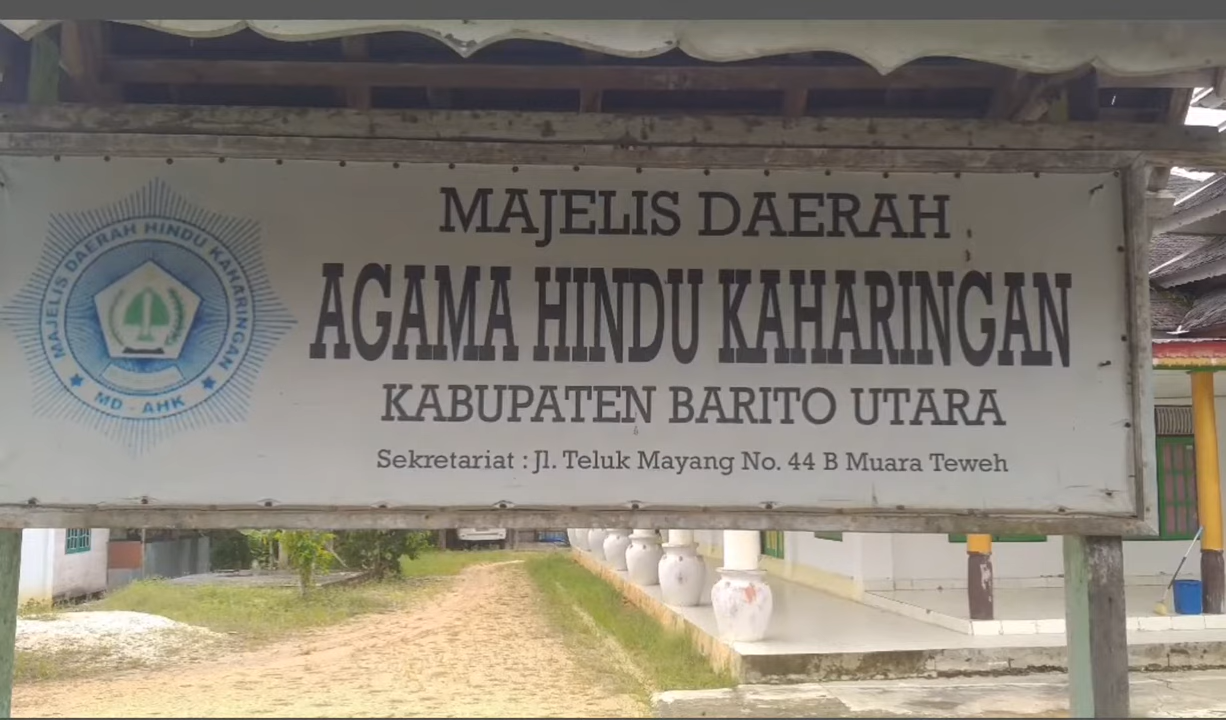 MAJELIS DAERAH
AGAMA HINDU KAHARINGAN
KABUPATEN BARITO UTARA
Sekretariat : Jl. Teluk Mayang No. 44 B Muara Teweh
MAJELIS DAERAH HINDU KAHARINGAN
MD - AHK